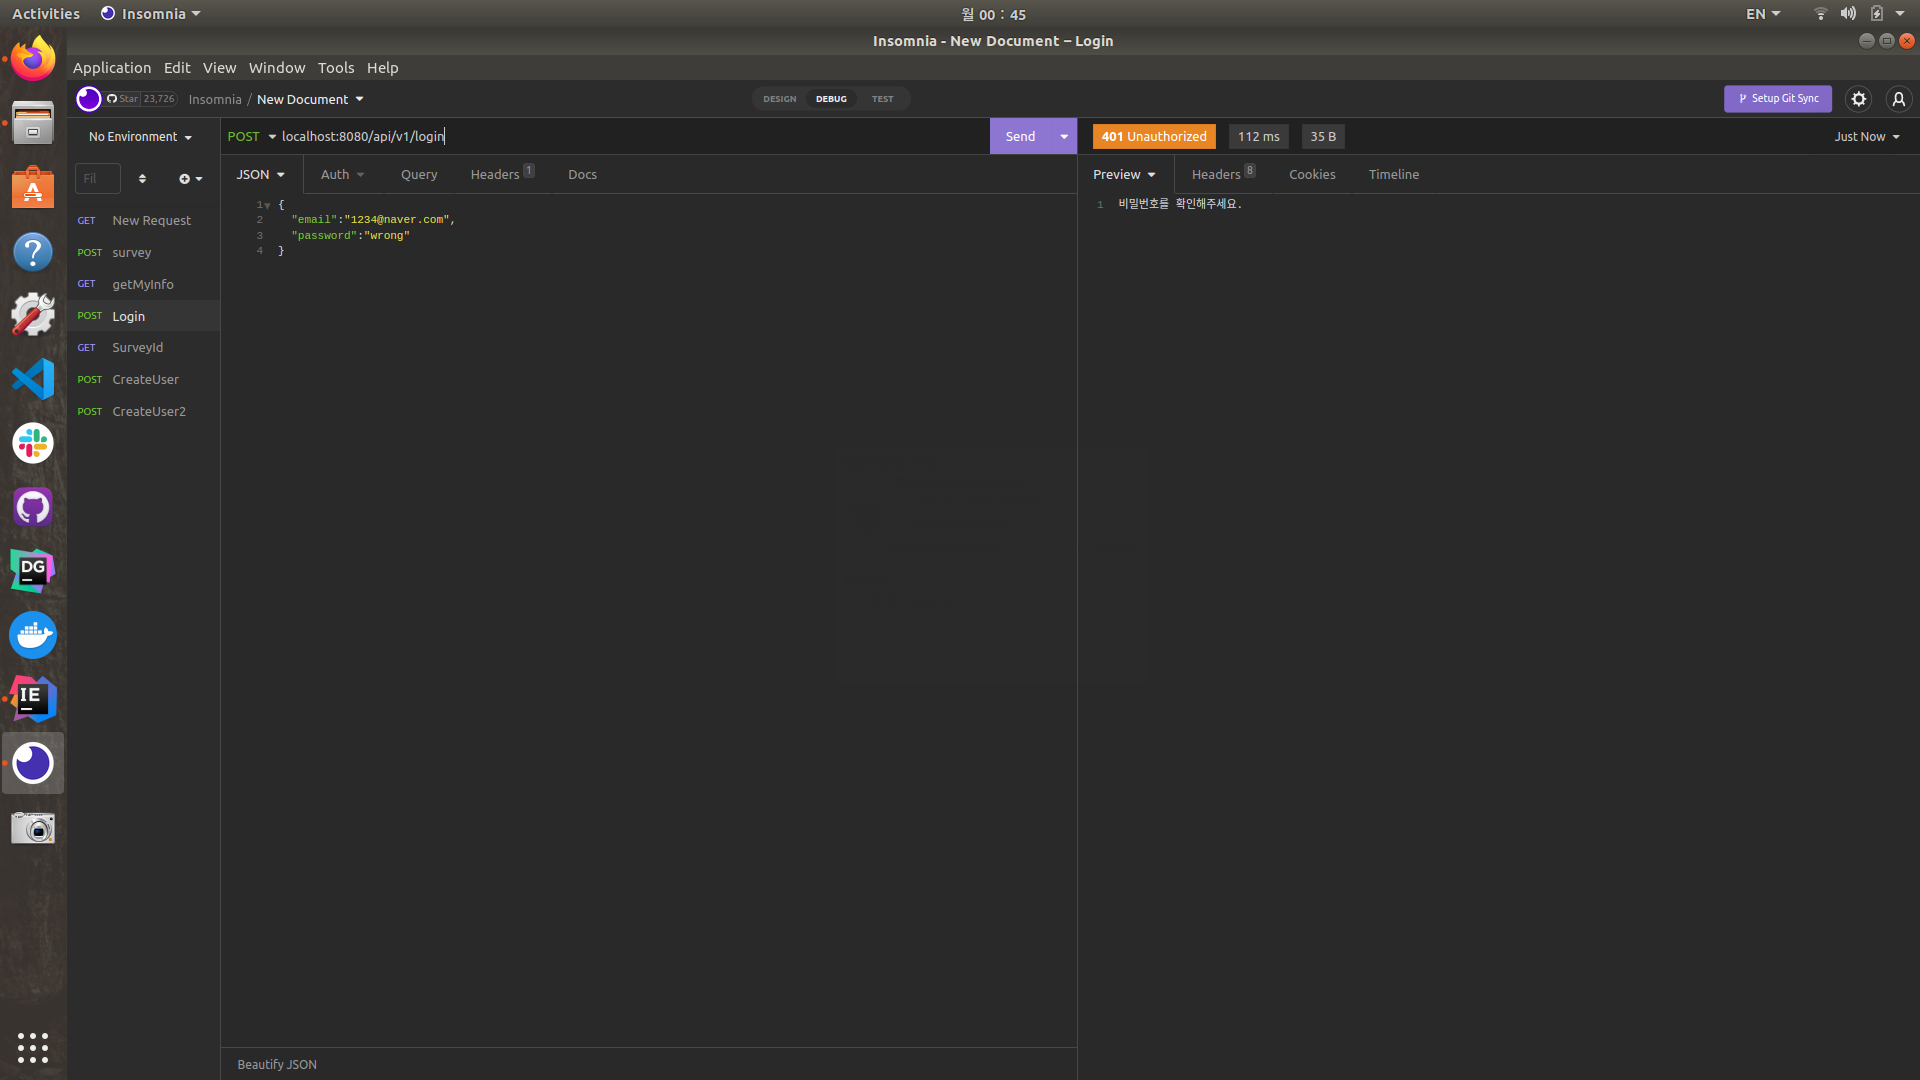 Activities
Insomnia
월 00 : 45
EN
Insomnia - New Document – Login
Application Edit View Window Tools Help
Star 23,726
Insomnia / New Document
DESIGN DEBUG TEST
Setup Git Sync
No Environment
POST localhost:8080/api/v1/login
Send
401 Unauthorized 112 ms 35 B
Just Now
Fil
JSON Auth Query Headers 1 Docs
Preview Headers 8 Cookies Timeline
GET New Request
POST survey
GET getMyInfo
POST Login
GET SurveyId
POST CreateUser
POST CreateUser2
1 {
2 "email":"1234@naver.com",
3 "password":"wrong"
4 }
1 비밀번호를 확인해주세요.
DG
IE
Beautify JSON